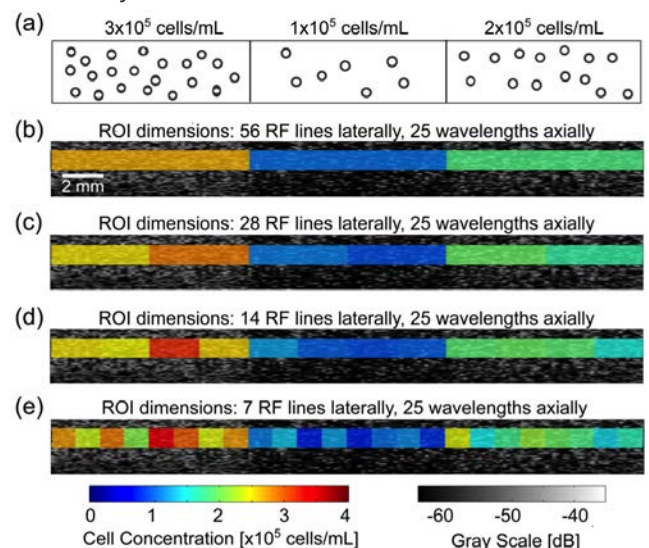 (a) 3x10⁵ cells/mL 1x10⁵ cells/mL 2x10⁵ cells/mL
(b) ROI dimensions: 56 RF lines laterally, 25 wavelengths axially
2 mm
(c) ROI dimensions: 28 RF lines laterally, 25 wavelengths axially
(d) ROI dimensions: 14 RF lines laterally, 25 wavelengths axially
(e) ROI dimensions: 7 RF lines laterally, 25 wavelengths axially
0 1 2 3 4 -60 -50 -40
Cell Concentration [x10⁵ cells/mL] Gray Scale [dB]